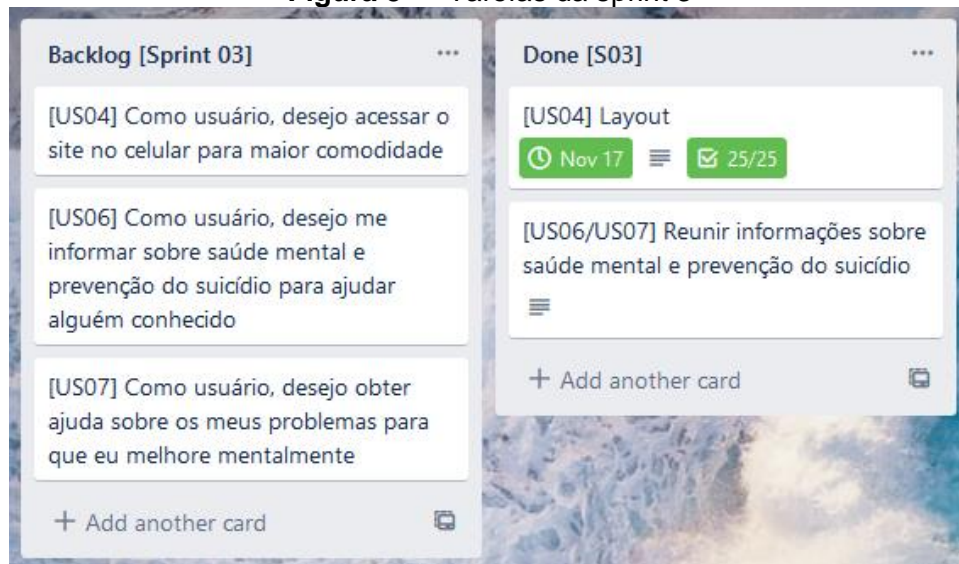 Backlog [Sprint 03]
[US04] Como usuário, desejo acessar o
site no celular para maior comodidade
[US06] Como usuário, desejo me
informar sobre saúde mental e
prevenção do suicídio para ajudar
alguém conhecido
[US07] Como usuário, desejo obter
ajuda sobre os meus problemas para
que eu melhore mentalmente
+ Add another card
Done [S03]
[US04] Layout
Nov 17
25/25
[US06/US07] Reunir informações sobre
saúde mental e prevenção do suicídio
+ Add another card